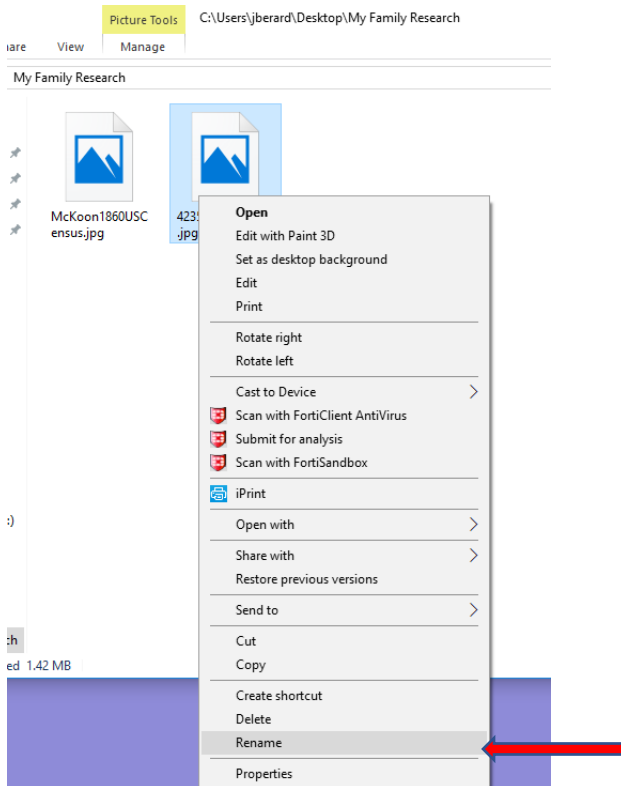 Picture Tools
C:\Users\jberard\Desktop\My Family Research
View
Manage
My Family Research
McKoon1860USC
ensus.jpg
423
.jpg
Open
Edit with Paint 3D
Set as desktop background
Edit
Print
Rotate right
Rotate left
Cast to Device
Scan with FortiClient AntiVirus
Submit for analysis
Scan with FortiSandbox
iPrint
:)
Open with
Share with
Restore previous versions
Send to
Cut
ch
Copy
ed 1.42 MB
Create shortcut
Delete
Rename
Properties